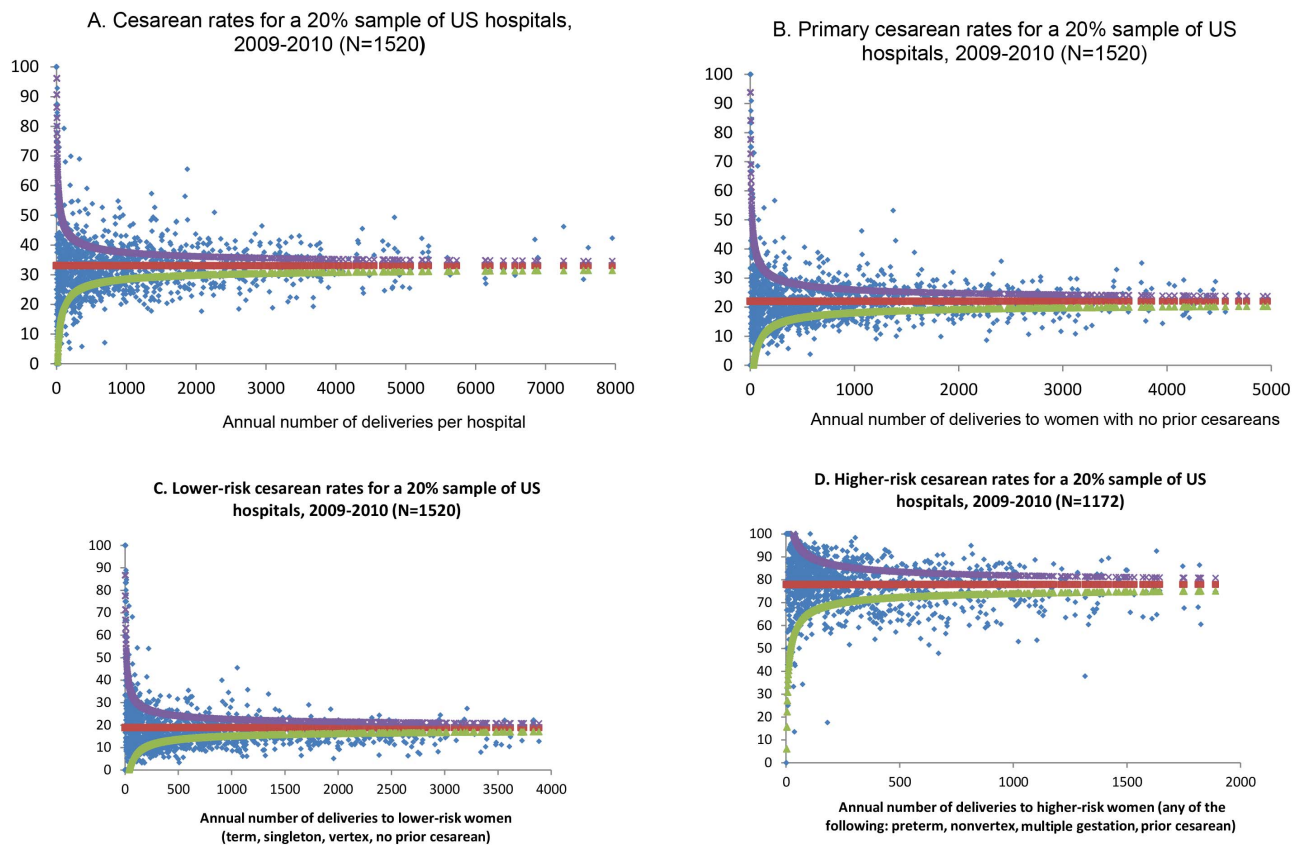 A. Cesarean rates for a 20% sample of US hospitals,
2009-2010 (N=1520)
100
90
80
70
60
50
40
30
20
10
0
0 1000 2000 3000 4000 5000 6000 7000 8000
Annual number of deliveries per hospital
B. Primary cesarean rates for a 20% sample of US
hospitals, 2009-2010 (N=1520)
100
90
80
70
60
50
40
30
20
10
0
0 1000 2000 3000 4000 5000
Annual number of deliveries to women with no prior cesareans
C. Lower-risk cesarean rates for a 20% sample of US
hospitals, 2009-2010 (N=1520)
100
90
80
70
60
50
40
30
20
10
0
0 500 1000 1500 2000 2500 3000 3500 4000
Annual number of deliveries to lower-risk women
(term, singleton, vertex, no prior cesarean)
D. Higher-risk cesarean rates for a 20% sample of US
hospitals, 2009-2010 (N=1172)
100
90
80
70
60
50
40
30
20
10
0
0 500 1000 1500 2000
Annual number of deliveries to higher-risk women (any of the
following: preterm, nonvertex, multiple gestation, prior cesarean)